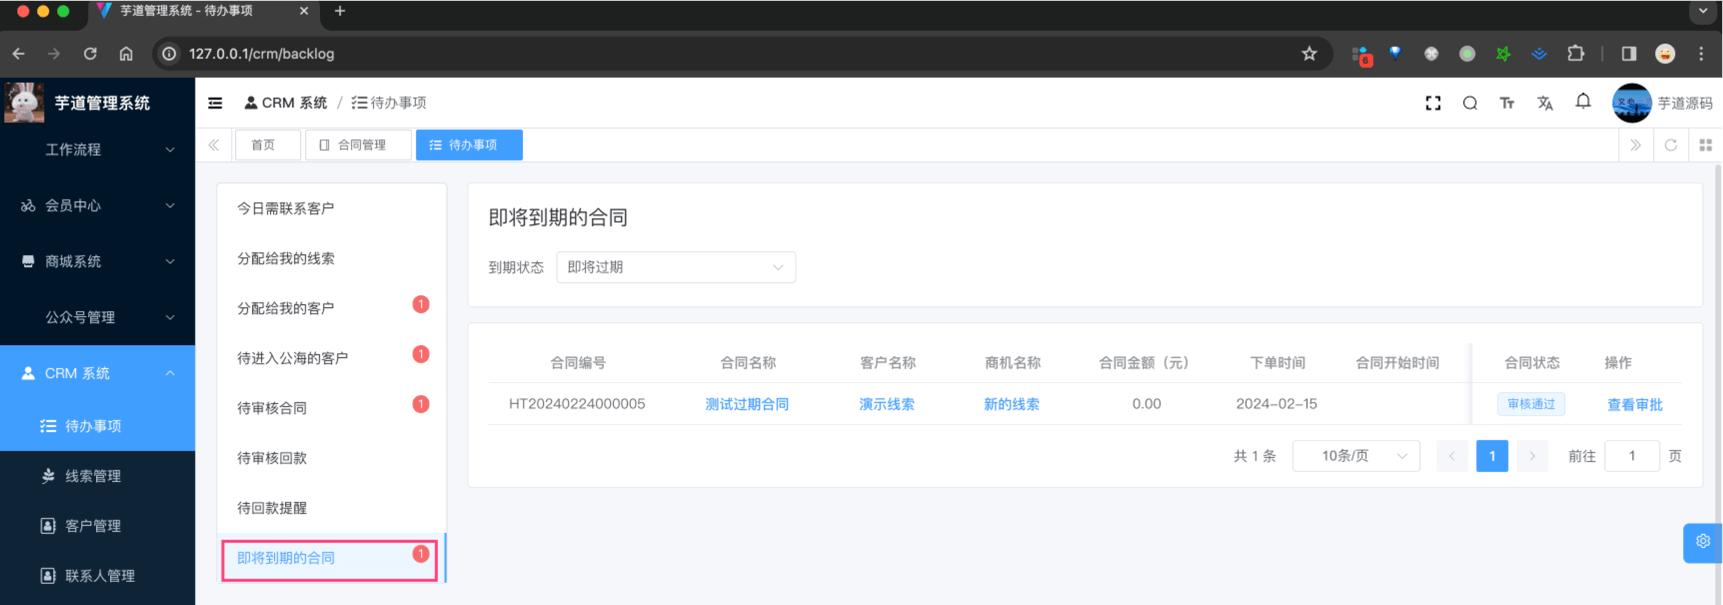 芋道管理系统 - 待办事项
127.0.0.1/crm/backlog
6
芋道管理系统
CRM 系统 / 待办事项
芋道源码
首页
合同管理
待办事项
工作流程
会员中心
商城系统
公众号管理
CRM 系统
待办事项
线索管理
客户管理
联系人管理
今日需联系客户
分配给我的线索
分配给我的客户 1
待进入公海的客户 1
待审核合同 1
待审核回款
待回款提醒
即将到期的合同 1
即将到期的合同
到期状态 即将过期
合同编号 合同名称 客户名称 商机名称 合同金额（元） 下单时间 合同开始时间 合同状态 操作
HT20240224000005 测试过期合同 演示线索 新的线索 0.00 2024-02-15 审核通过 查看审批
共 1 条 10条/页 1 前往 1 页